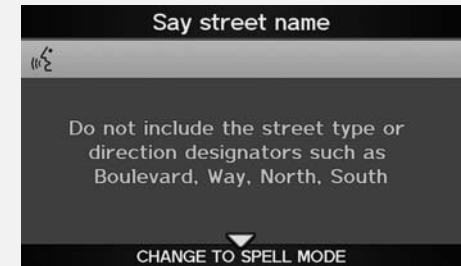 Say street name
Do not include the street type or
direction designators such as
Boulevard, Way, North, South
CHANGE TO SPELL MODE